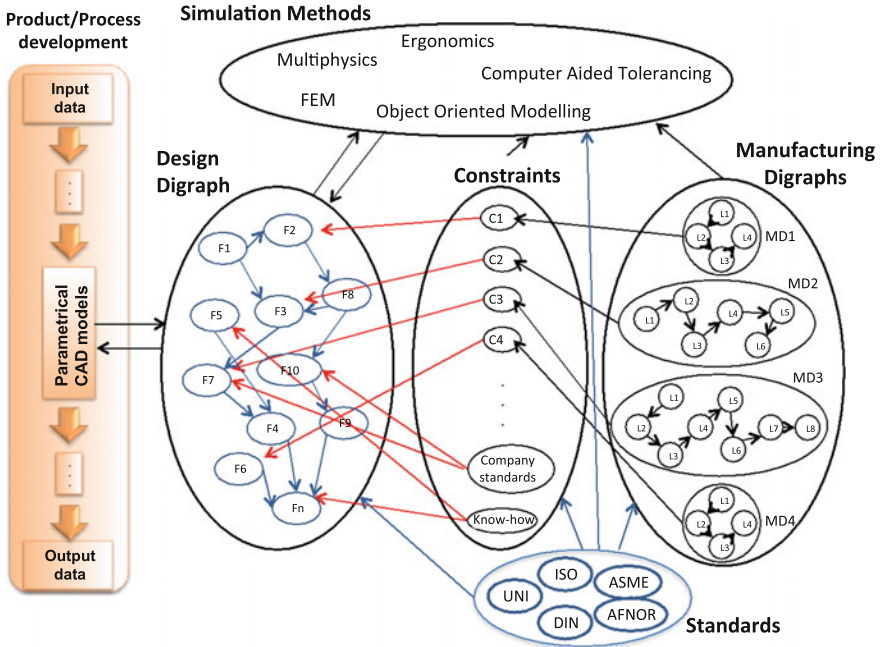 Product/Process
development
Input
data
Parametrical
CAD models
Output
data
Simulation Methods
Ergonomics
Multiphysics
Computer Aided Tolerancing
FEM
Object Oriented Modelling
Design
Digraph
F1
F2
F3
F8
F5
F10
F7
F4
F9
F6
Fn
Constraints
C1
C2
C3
C4
Company
standards
Know-how
Manufacturing
Digraphs
L1
L2
L4
L3
MD1
MD2
L2
L1
L4
L5
L3
L6
MD3
L1
L5
L2
L4
L7
L8
L3
L6
L1
L2
L4
L3
MD4
ISO
ASME
UNI
AFNOR
DIN
Standards